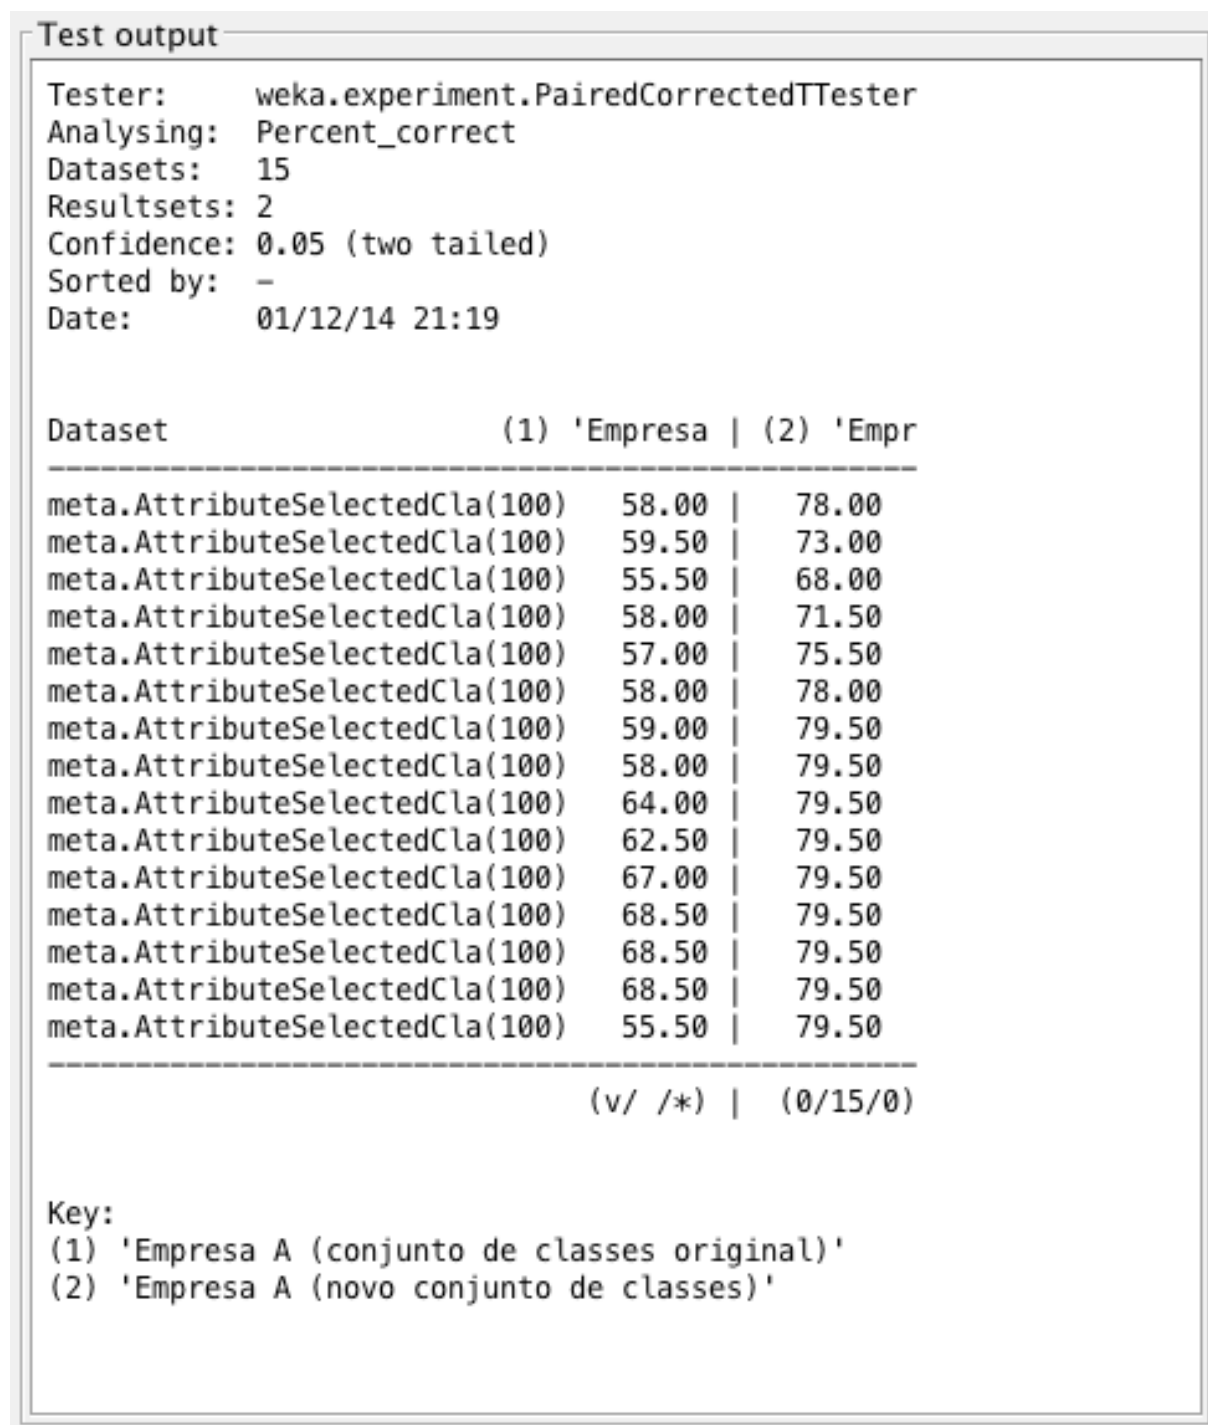 Test output
Tester: weka.experiment.PairedCorrectedTTester
Analysing: Percent_correct
Datasets: 15
Resultsets: 2
Confidence: 0.05 (two tailed)
Sorted by: -
Date: 01/12/14 21:19
Dataset (1) 'Empresa | (2) 'Empr
--------------------------------------------------
meta.AttributeSelectedCla(100) 58.00 | 78.00
meta.AttributeSelectedCla(100) 59.50 | 73.00
meta.AttributeSelectedCla(100) 55.50 | 68.00
meta.AttributeSelectedCla(100) 58.00 | 71.50
meta.AttributeSelectedCla(100) 57.00 | 75.50
meta.AttributeSelectedCla(100) 58.00 | 78.00
meta.AttributeSelectedCla(100) 59.00 | 79.50
meta.AttributeSelectedCla(100) 58.00 | 79.50
meta.AttributeSelectedCla(100) 64.00 | 79.50
meta.AttributeSelectedCla(100) 62.50 | 79.50
meta.AttributeSelectedCla(100) 67.00 | 79.50
meta.AttributeSelectedCla(100) 68.50 | 79.50
meta.AttributeSelectedCla(100) 68.50 | 79.50
meta.AttributeSelectedCla(100) 68.50 | 79.50
meta.AttributeSelectedCla(100) 55.50 | 79.50
--------------------------------------------------
(v/ /*) | (0/15/0)
Key:
(1) 'Empresa A (conjunto de classes original)'
(2) 'Empresa A (novo conjunto de classes)'